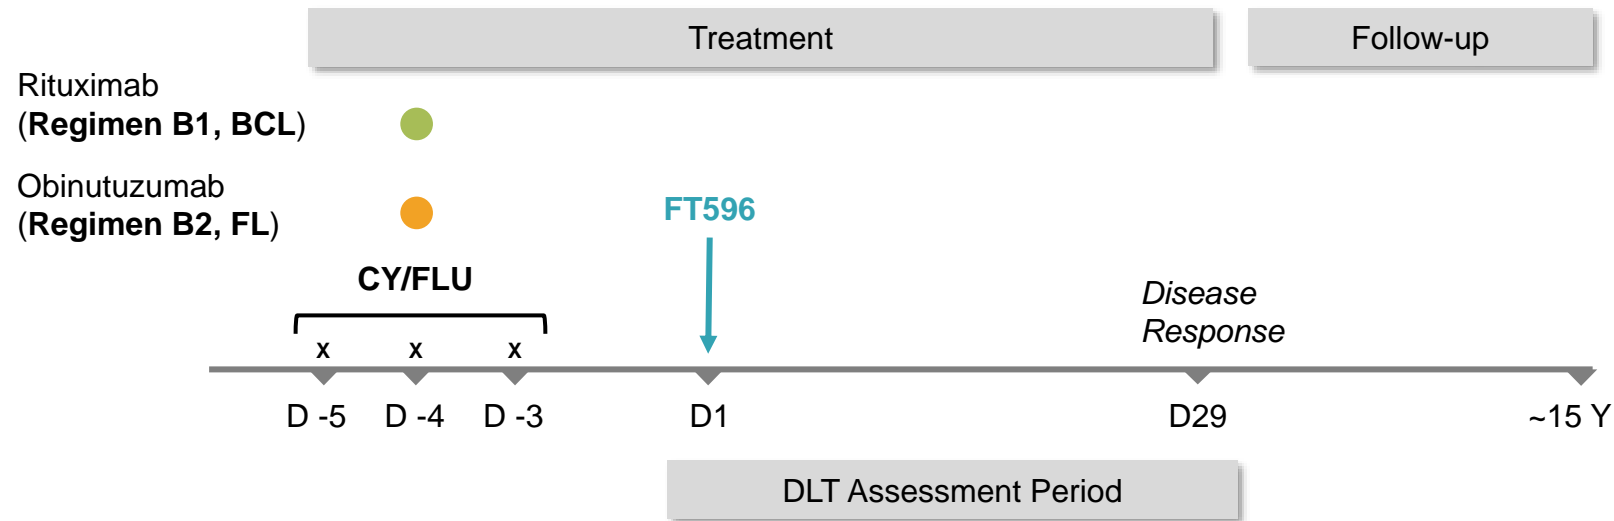 Treatment
Follow-up
Rituximab
(Regimen B1, BCL)
Obinutuzumab
(Regimen B2, FL)
FT596
CY/FLU
Disease
Response
x x x
D -5 D -4 D -3 D1 D29 ~15 Y
DLT Assessment Period